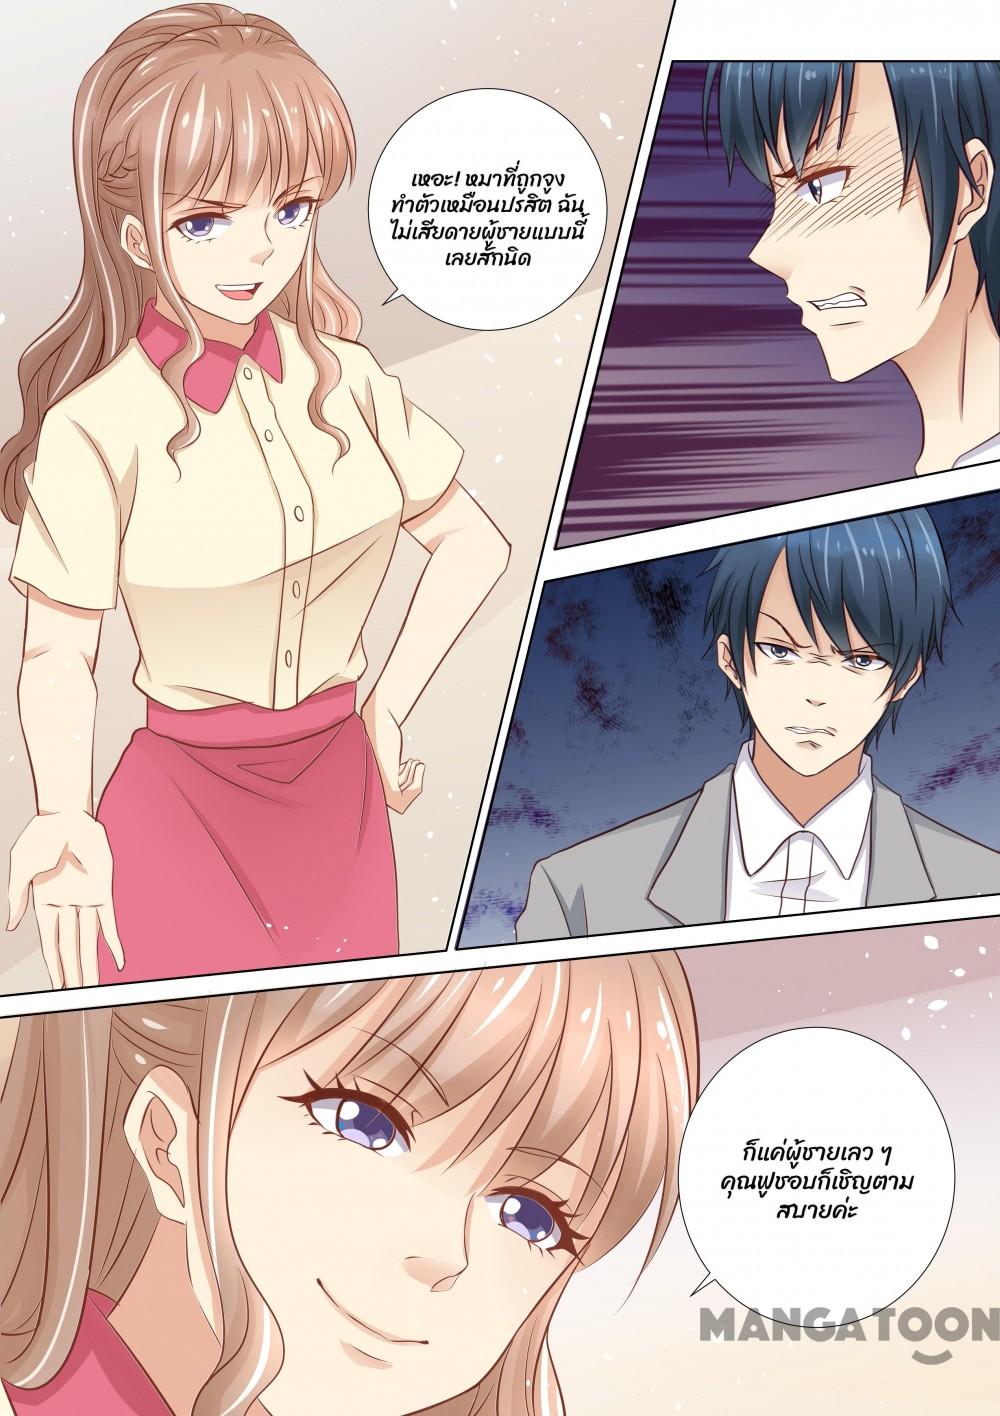 เหอะ! หมาที่ถูกจูง
ทำตัวเหมือนปรสิต ฉัน
ไม่เสียดายผู้ชายแบบนี้
เลยสักนิด
ก็แค่ผู้ชายเลว ๆ
คุณฟูชอบก็เชิญตาม
สบายค่ะ
MANGATOON